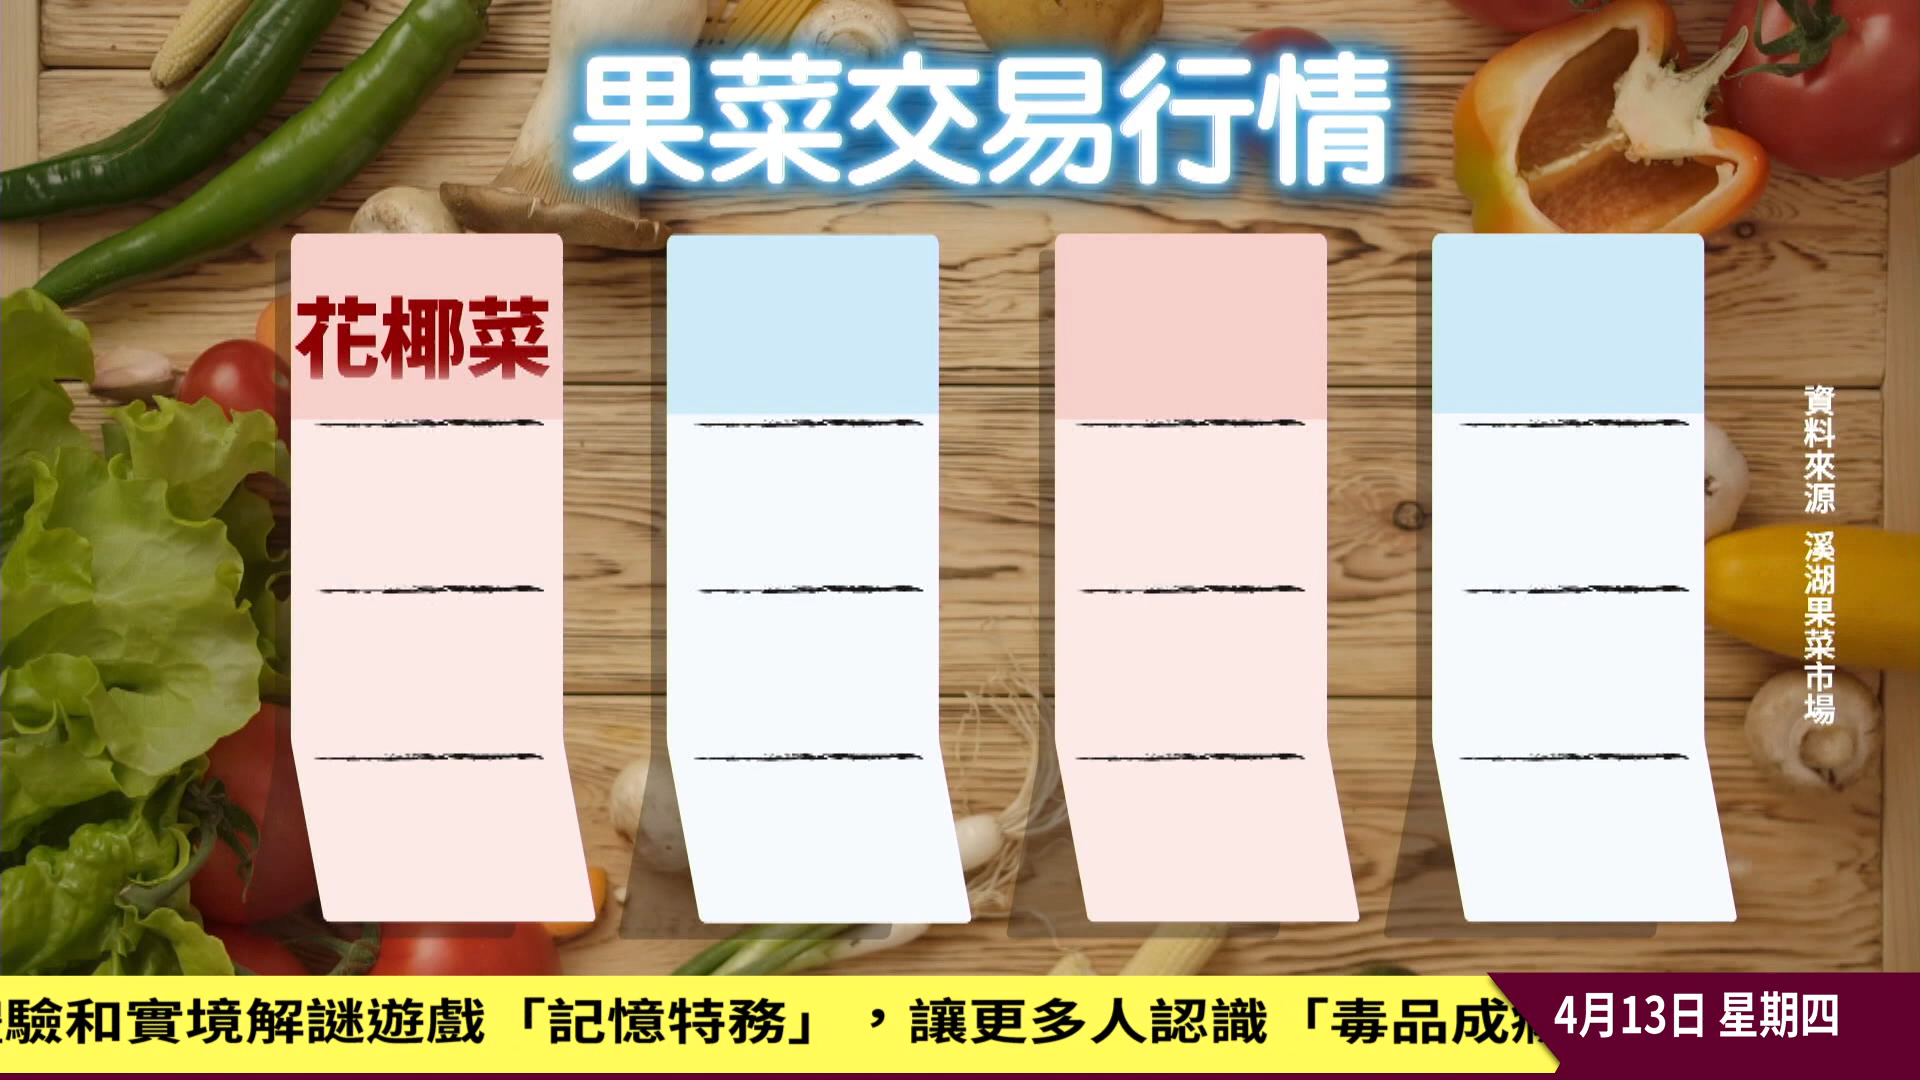 果菜交易行情
花椰菜
資料來源 溪湖果菜市場
驗和實境解謎遊戲「記憶特務」，讓更多人認識「毒品成
4月13日 星期四